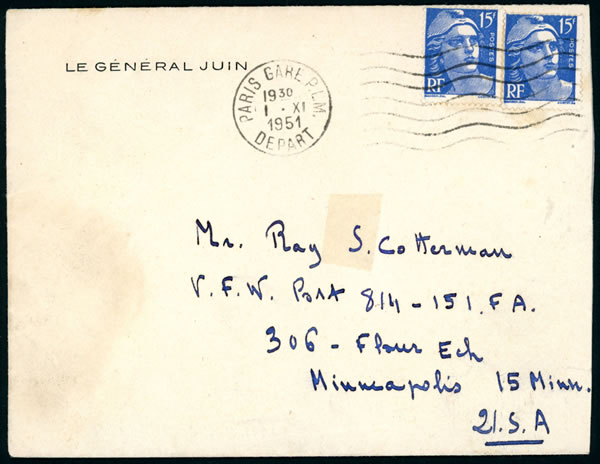 LE GÉNÉRAL JUIN
PARIS GARE P.L.M.
19 30
1 · XI
1951
DEPART
15F
POSTES
RF
15F
POSTES
RF
Mr. Ray S. Cotterman
V.F.W. Post 814-151.F.A.
306 - Flour Ech
Minneapolis 15 Minn.
U.S.A